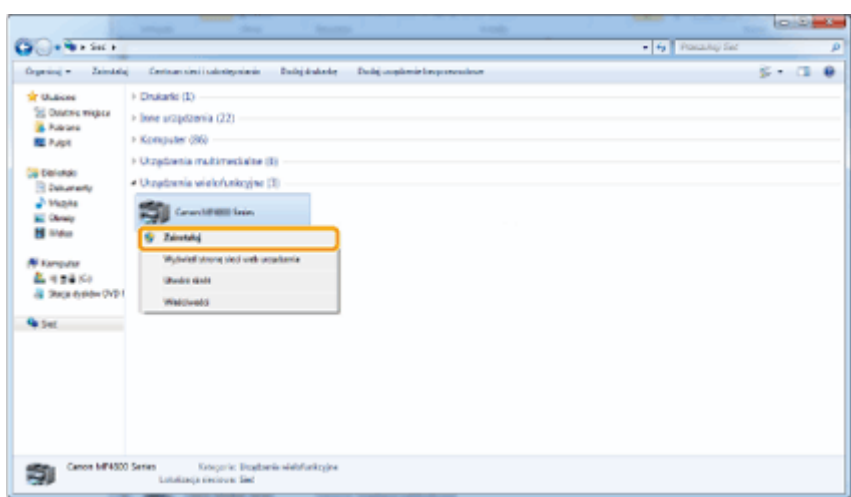 Sieć
Przeszukaj: Sieć
Organizuj Zainstaluj Centrum sieci i udostępniania Dodaj drukarkę Dodaj urządzenie bezprzewodowe
Ulubione
Ostatnie miejsca
Pobrane
Pulpit
Biblioteki
Dokumenty
Muzyka
Obrazy
Wideo
Komputer
Stacja dysków DVD
Sieć
Drukarki (1)
Inne urządzenia (22)
Komputer (86)
Urządzenia multimedialne (8)
Urządzenia wielofunkcyjne (3)
Canon MF4800 Series
Zainstaluj
Wyświetl stronę sieci web urządzenia
Utwórz skrót
Właściwości
Canon MF4800 Series Kategorie: Urządzenia wielofunkcyjne
Lokalizacja sieciowa: Sieć